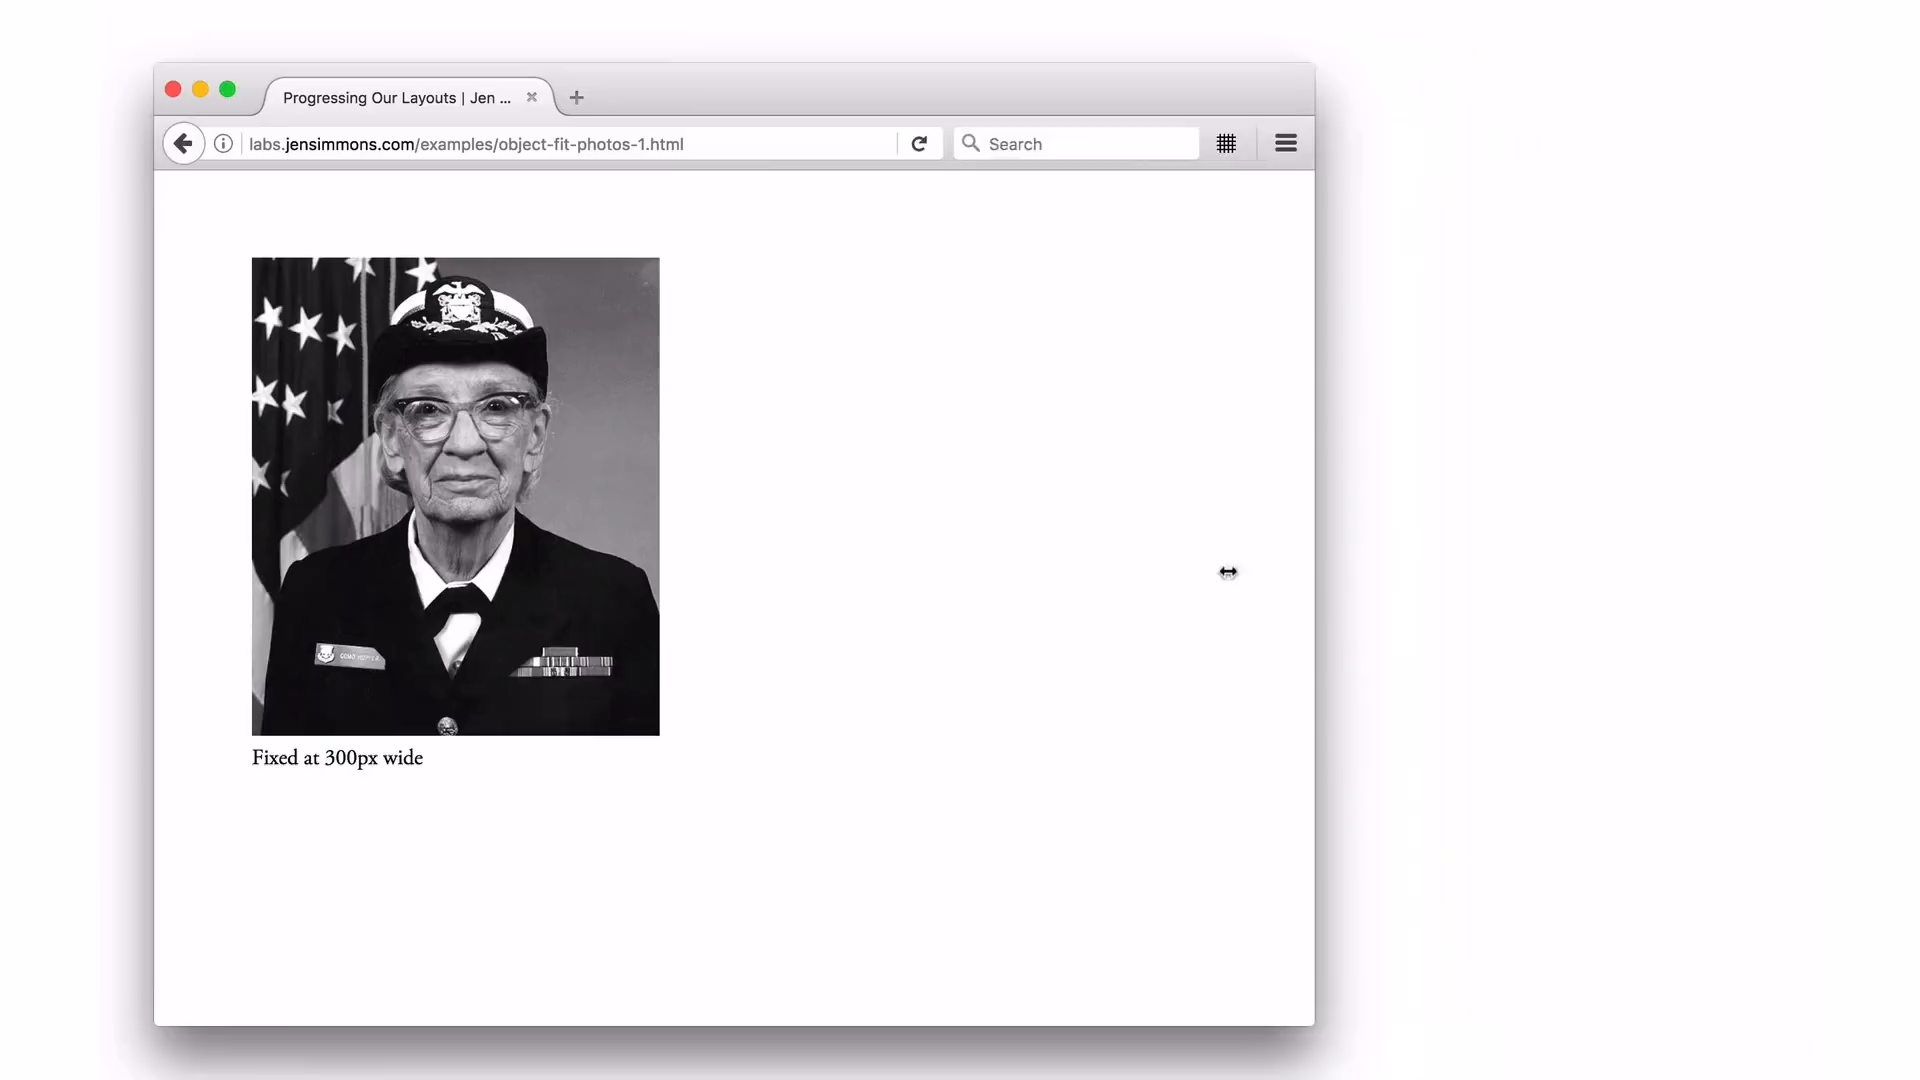 Progressing Our Layouts | Jen ...
labs.jensimmons.com/examples/object-fit-photos-1.html
Search
Fixed at 300px wide